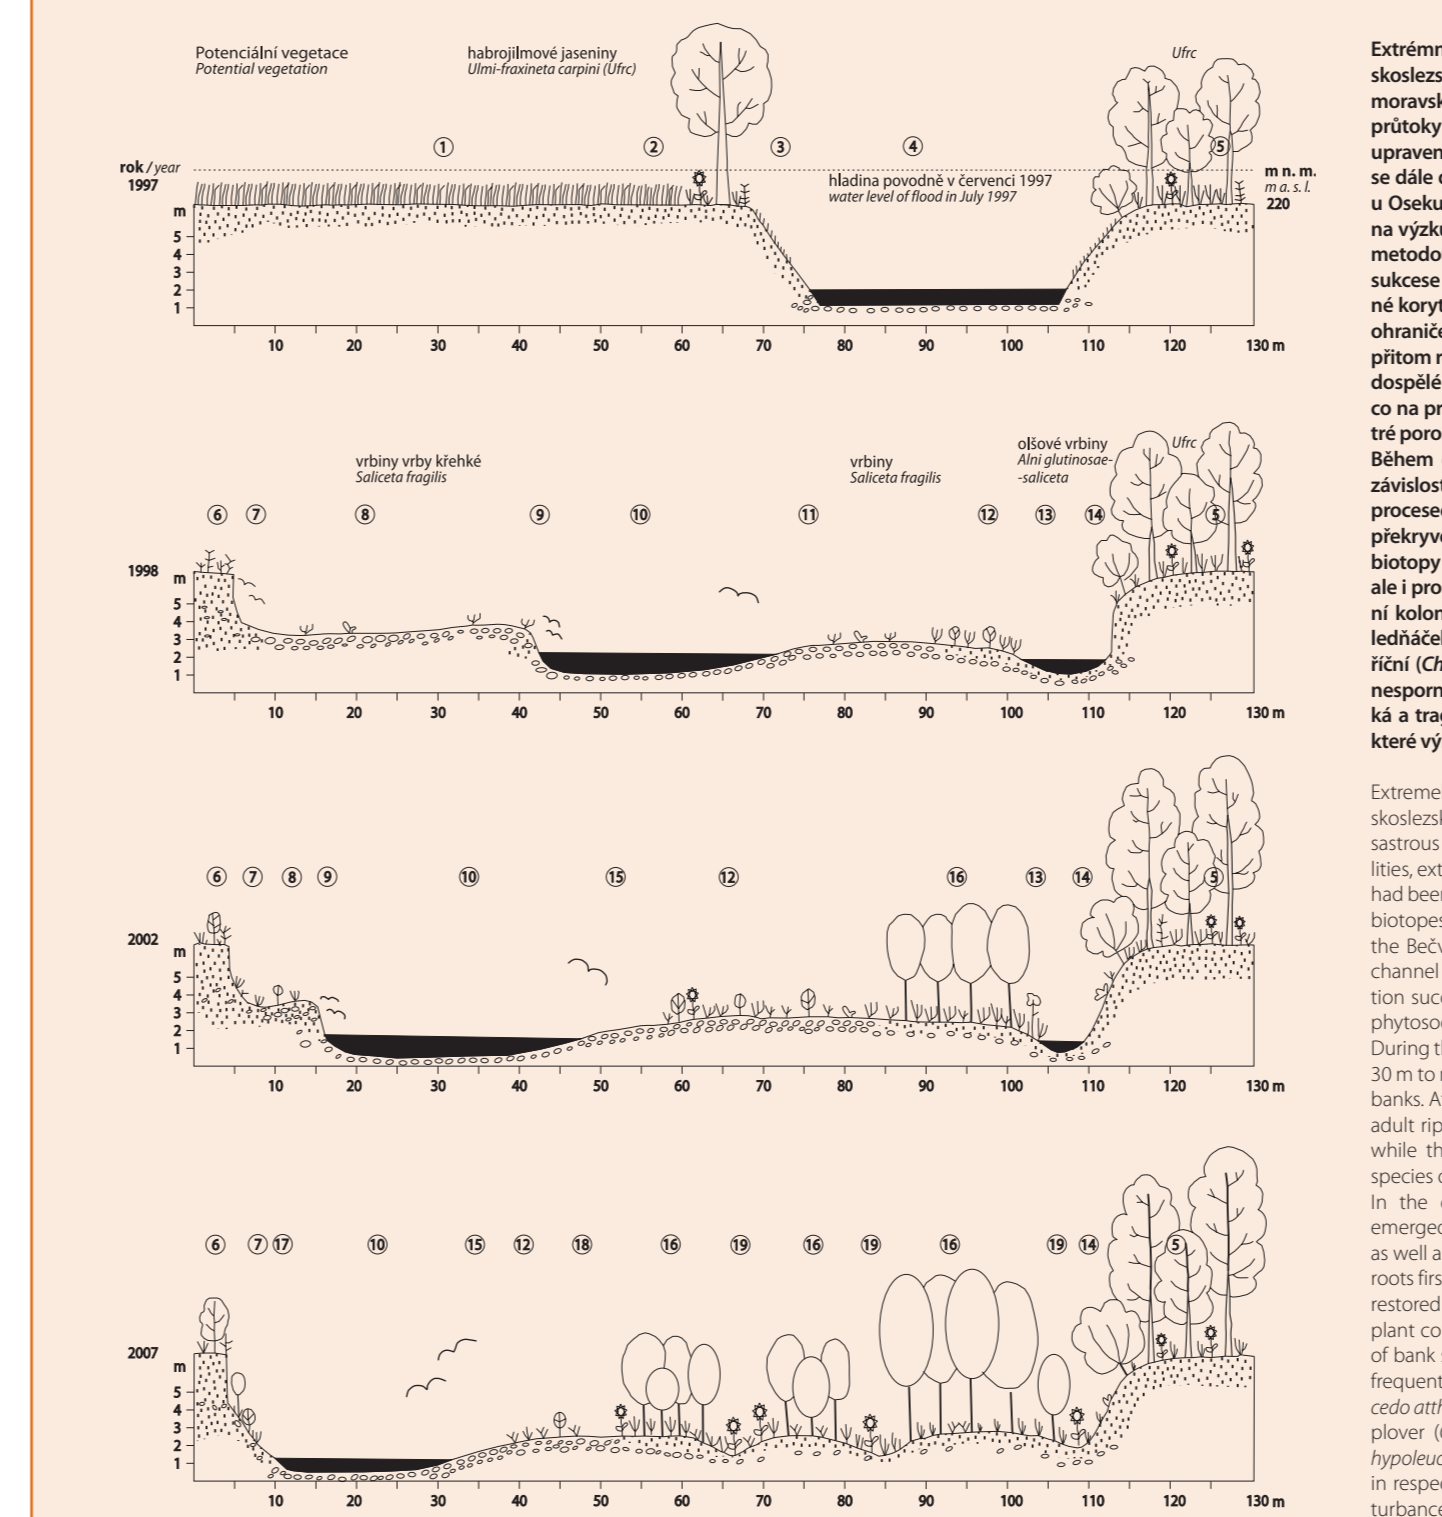 Potenciální vegetace
Potential vegetation
habrojilmové jaseniny
Ulmi-fraxineta carpini (Ufrc)
Ufrc
1 2 3 4 5
rok / year
1997
hladina povodně v červenci 1997
water level of flood in July 1997
m n. m.
m a. s. l.
220
m
5
4
3
2
1
10 20 30 40 50 60 70 80 90 100 110 120 130 m
vrbiny vrby křehké
Saliceta fragilis
vrbiny
Saliceta fragilis
olšové vrbiny
Alni glutinosae-
-saliceta
Ufrc
6 7 8 9 10 11 12 13 14 5
1998
m
5
4
3
2
1
10 20 30 40 50 60 70 80 90 100 110 120 130 m
6 7 8 9 10 15 12 16 13 14 5
2002
m
5
4
3
2
1
10 20 30 40 50 60 70 80 90 100 110 120 130 m
6 7 17 10 15 12 18 16 19 16 19 16 19 14 5
2007
m
5
4
3
2
1
10 20 30 40 50 60 70 80 90 100 110 120 130 m
Extrémn
skoslezs
moravsk
průtoky
upraven
se dále
u Oseku
na výzku
metodo
sukcese
né koryt
ohraniče
přitom
dospělé
co na pr
tré poro
Během
závislost
procesec
překryv
biotopy
ale i pro
ní kolon
ledňáček
říční (Ch
nesporn
ká a trag
které vý
Extreme
skoslezsk
sastrous
lities, ext
had been
biotopes
the Bečv
channel
tion succ
phytosoc
During th
30 m to
banks. A
adult rip
while th
species
In the
emerged
as well a
roots firs
restored
plant co
of bank
frequent
cedo atth
plover
hypoleuc
in respec
turbance